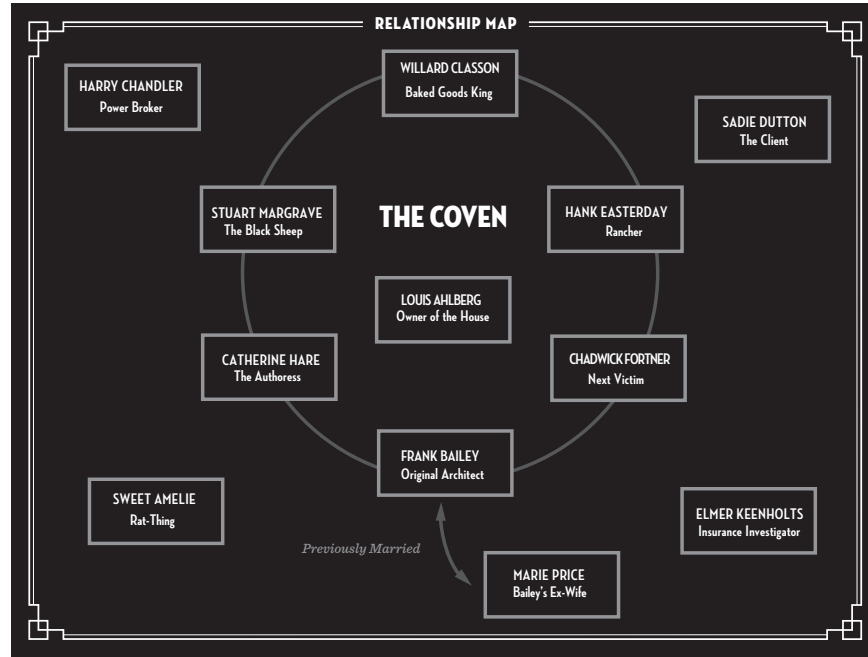 RELATIONSHIP MAP
WILLARD CLASSON
Baked Goods King
HARRY CHANDLER
Power Broker
SADIE DUTTON
The Client
STUART MARGRAVE
The Black Sheep
THE COVEN
HANK EASTERDAY
Rancher
LOUIS AHLBERG
Owner of the House
CATHERINE HARE
The Authoress
CHADWICK FORTNER
Next Victim
FRANK BAILEY
Original Architect
SWEET AMELIE
Rat-Thing
ELMER KEENHOLTS
Insurance Investigator
Previously Married
MARIE PRICE
Bailey's Ex-Wife